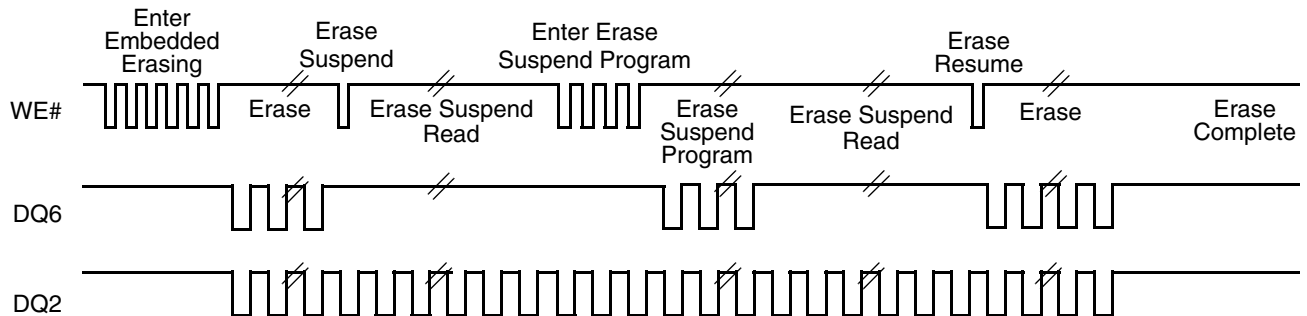 Enter
Embedded
Erasing
Erase
Suspend
Enter Erase
Suspend Program
Erase
Resume
WE#
Erase
Erase Suspend
Read
Erase
Suspend
Program
Erase Suspend
Read
Erase
Erase
Complete
DQ6
DQ2